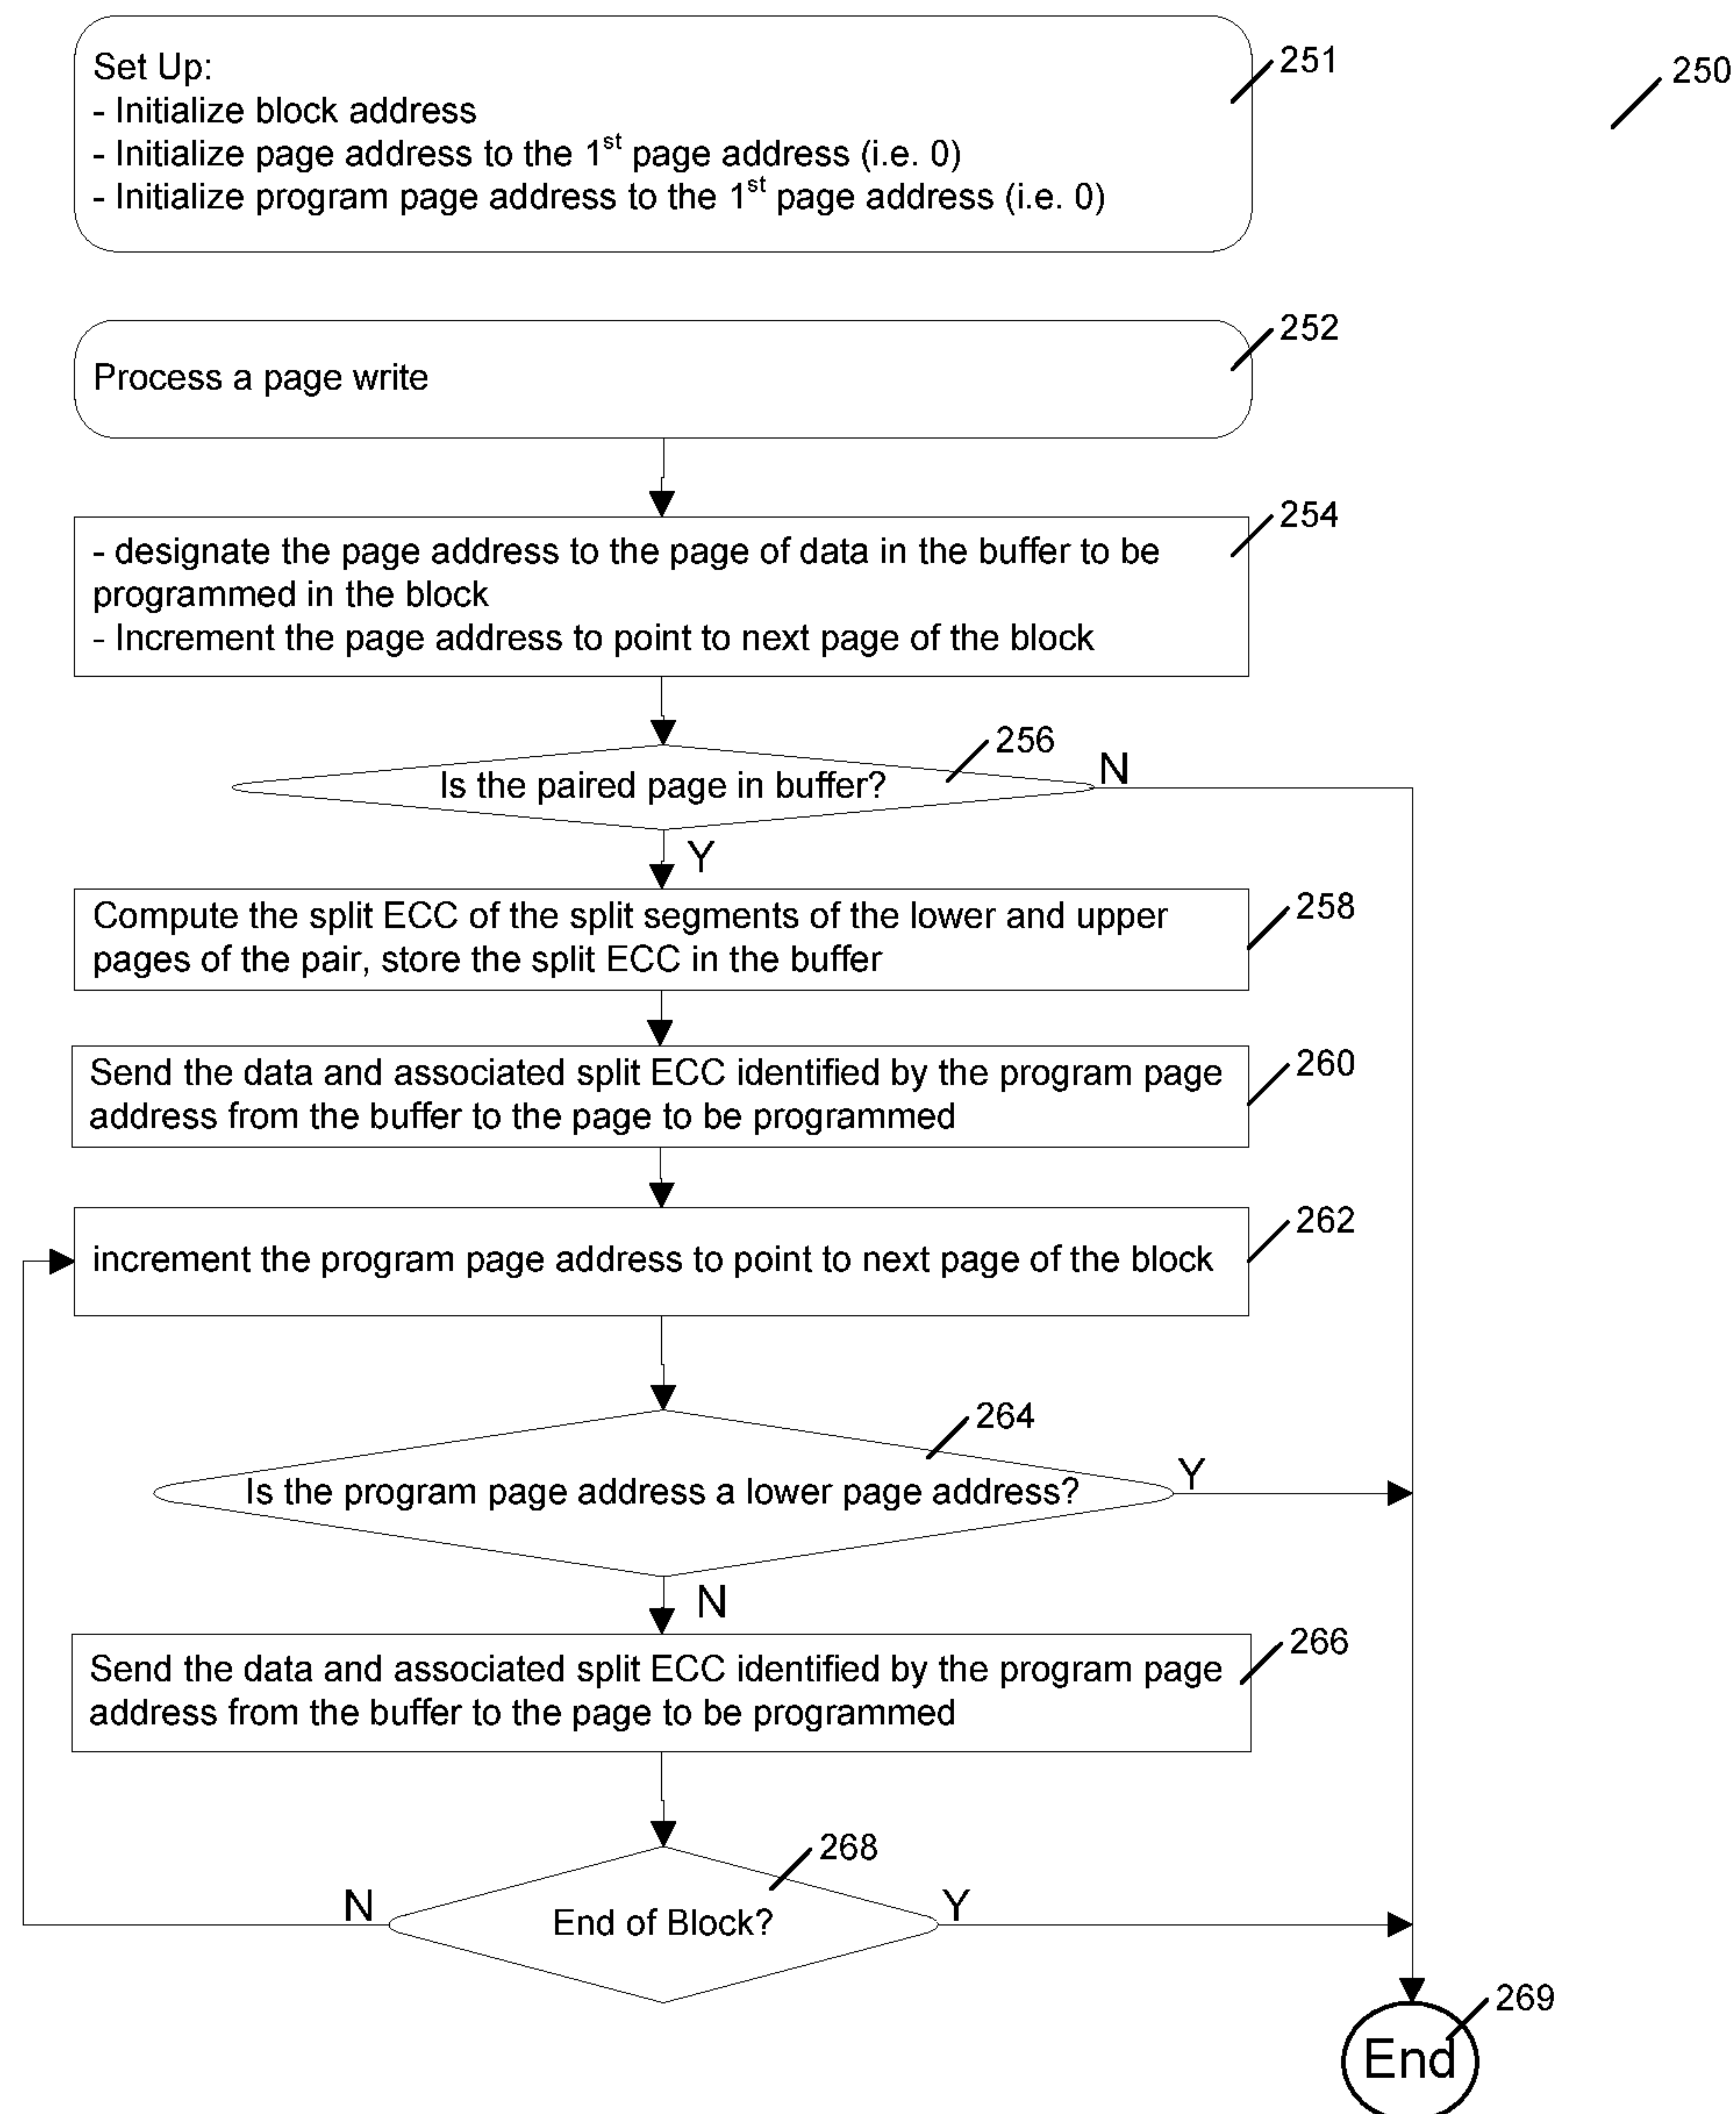 Set Up:
- Initialize block address
- Initialize page address to the 1st page address (i.e. 0)
- Initialize program page address to the 1st page address (i.e. 0)
251
250
Process a page write
252
- designate the page address to the page of data in the buffer to be
programmed in the block
- Increment the page address to point to next page of the block
254
Is the paired page in buffer?
256
N
Y
Compute the split ECC of the split segments of the lower and upper
pages of the pair, store the split ECC in the buffer
258
Send the data and associated split ECC identified by the program page
address from the buffer to the page to be programmed
260
increment the program page address to point to next page of the block
262
Is the program page address a lower page address?
264
Y
N
Send the data and associated split ECC identified by the program page
address from the buffer to the page to be programmed
266
End of Block?
268
N
Y
End
269